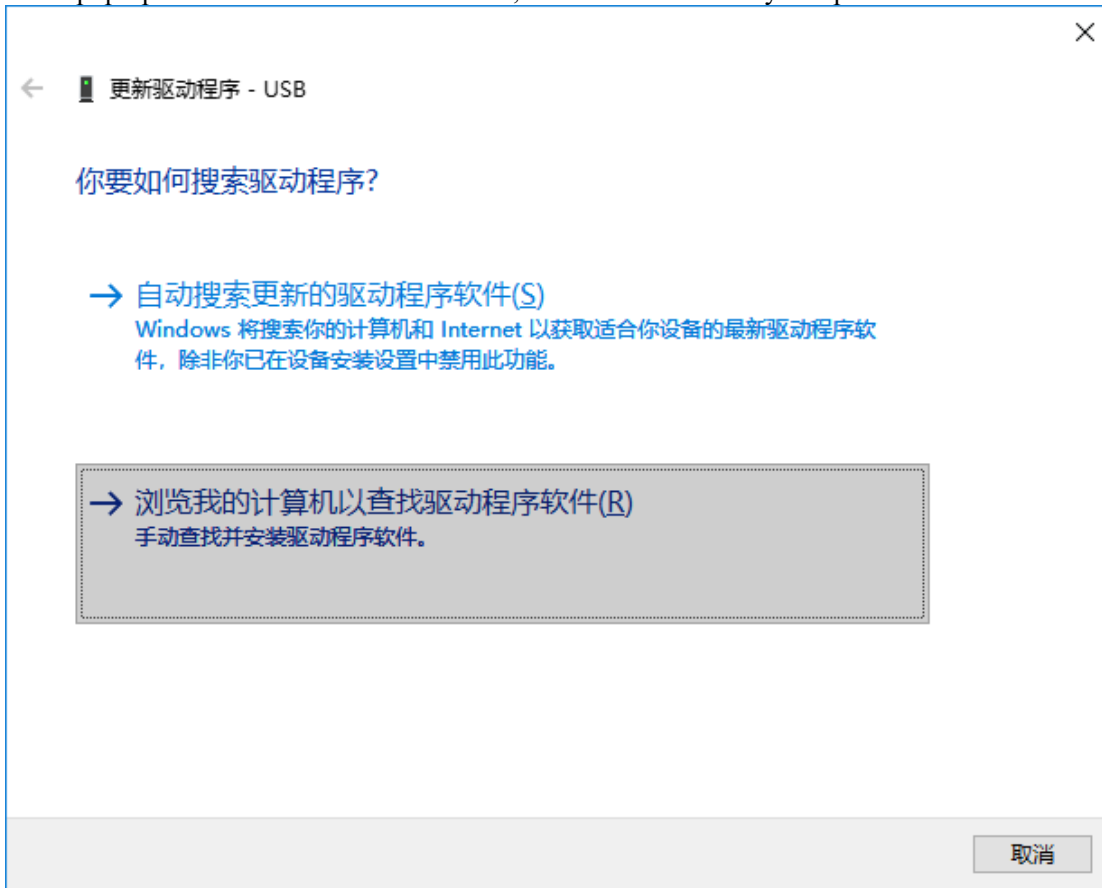 更新驱动程序 - USB
你要如何搜索驱动程序?
自动搜索更新的驱动程序软件(S)
Windows 将搜索你的计算机和 Internet 以获取适合你设备的最新驱动程序软
件，除非你已在设备安装设置中禁用此功能。
浏览我的计算机以查找驱动程序软件(R)
手动查找并安装驱动程序软件。
取消